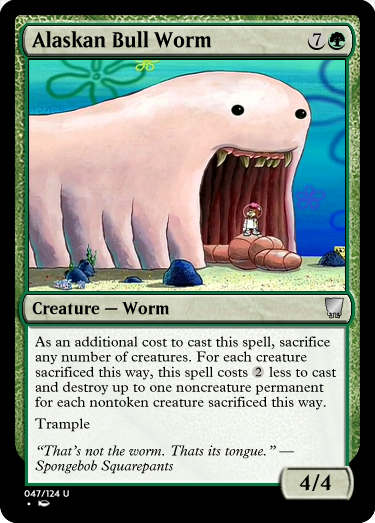 Alaskan Bull Worm 7
Creature — Worm
As an additional cost to cast this spell, sacrifice
any number of creatures. For each creature
sacrificed this way, this spell costs 2 less to cast
and destroy up to one noncreature permanent
for each nontoken creature sacrificed this way.
Trample
“That’s not the worm. Thats its tongue.” —
Spongebob Squarepants
4/4
047/124 U